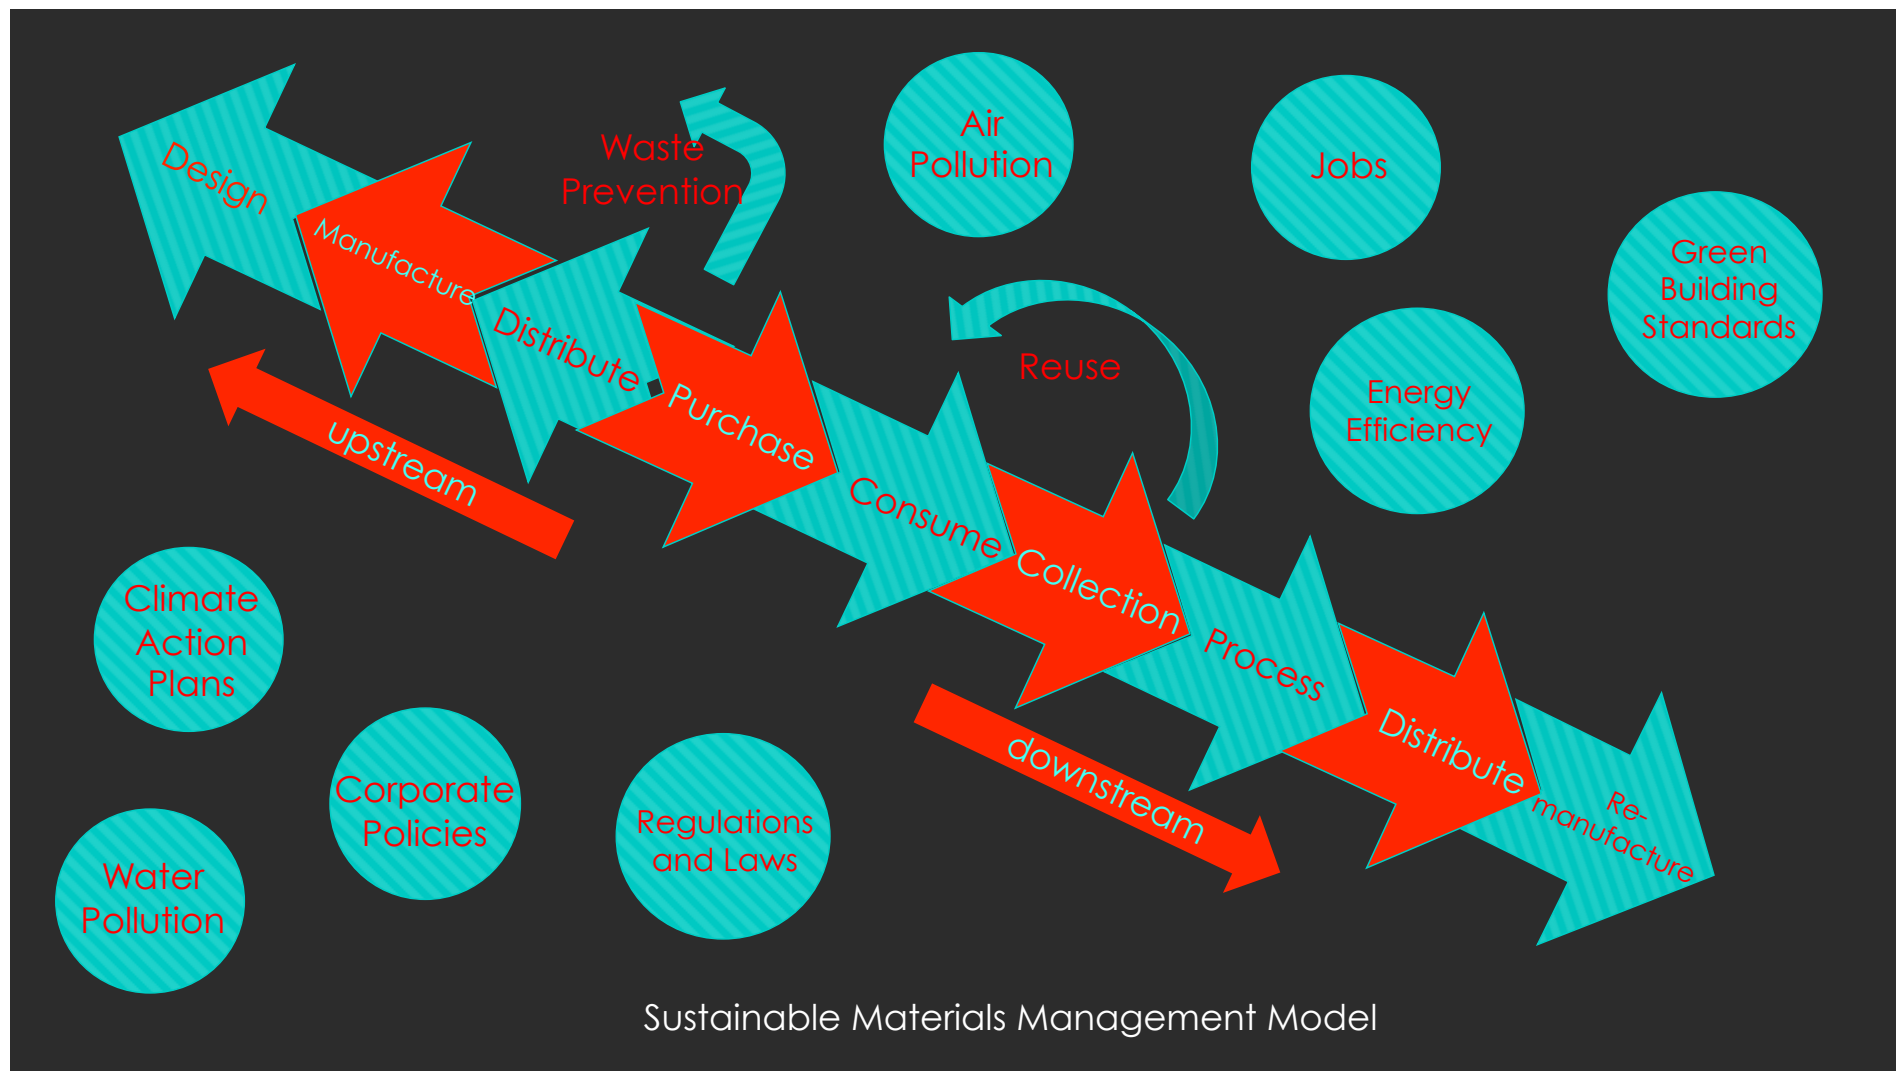 Design
Manufacture
Distribute
Purchase
Consume
Collection
Process
Distribute
Re-
manufacture
Waste
Prevention
Reuse
upstream
downstream
Air
Pollution
Jobs
Green
Building
Standards
Energy
Efficiency
Climate
Action
Plans
Corporate
Policies
Regulations
and Laws
Water
Pollution
Sustainable Materials Management Model